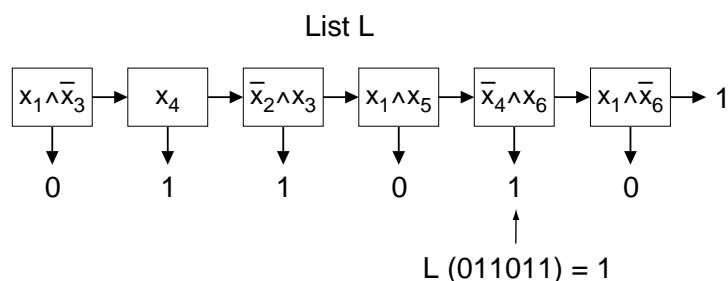 List L
x₁∧x̅₃ x₄ x̅₂∧x₃ x₁∧x₅ x̅₄∧x₆ x₁∧x̅₆ 1
0 1 1 0 1 0
L (011011) = 1